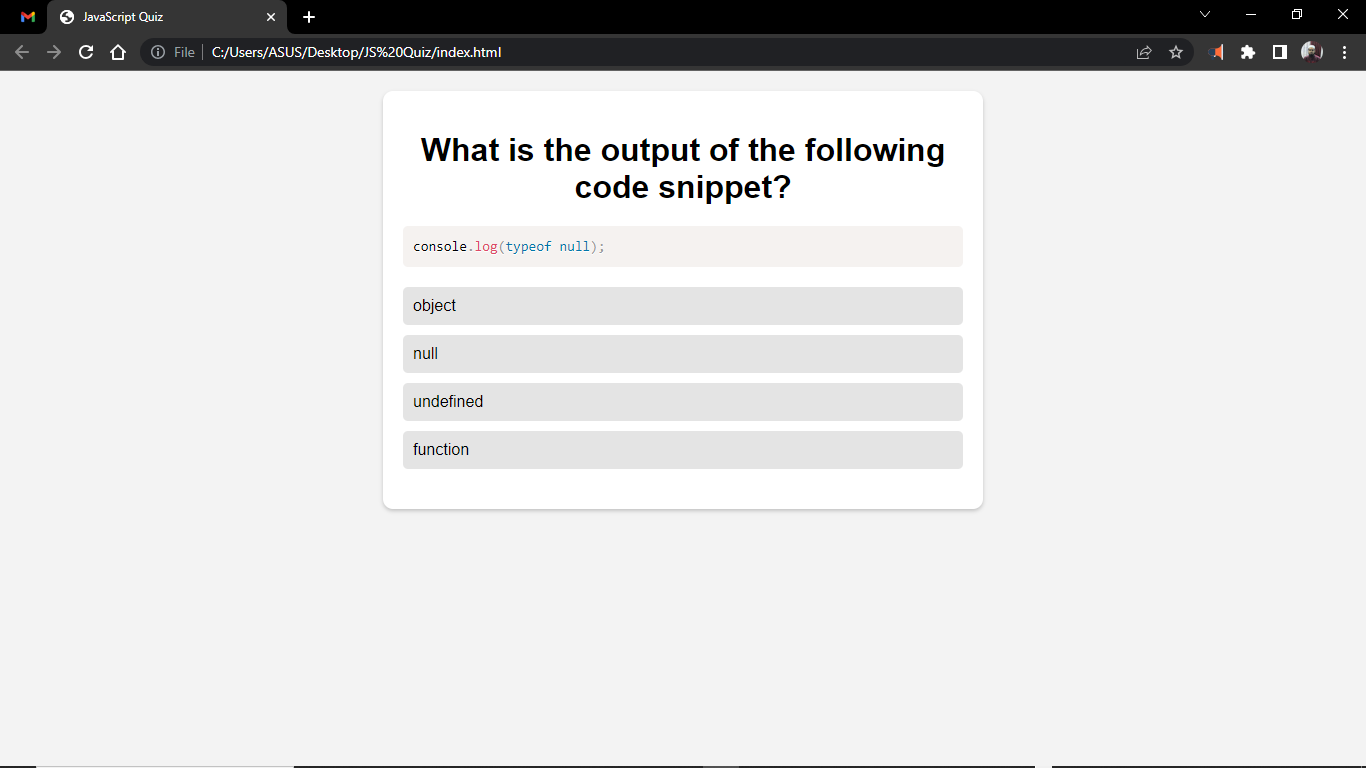 JavaScript Quiz
File C:/Users/ASUS/Desktop/JS%20Quiz/index.html
What is the output of the following
code snippet?
console.log(typeof null);
object
null
undefined
function